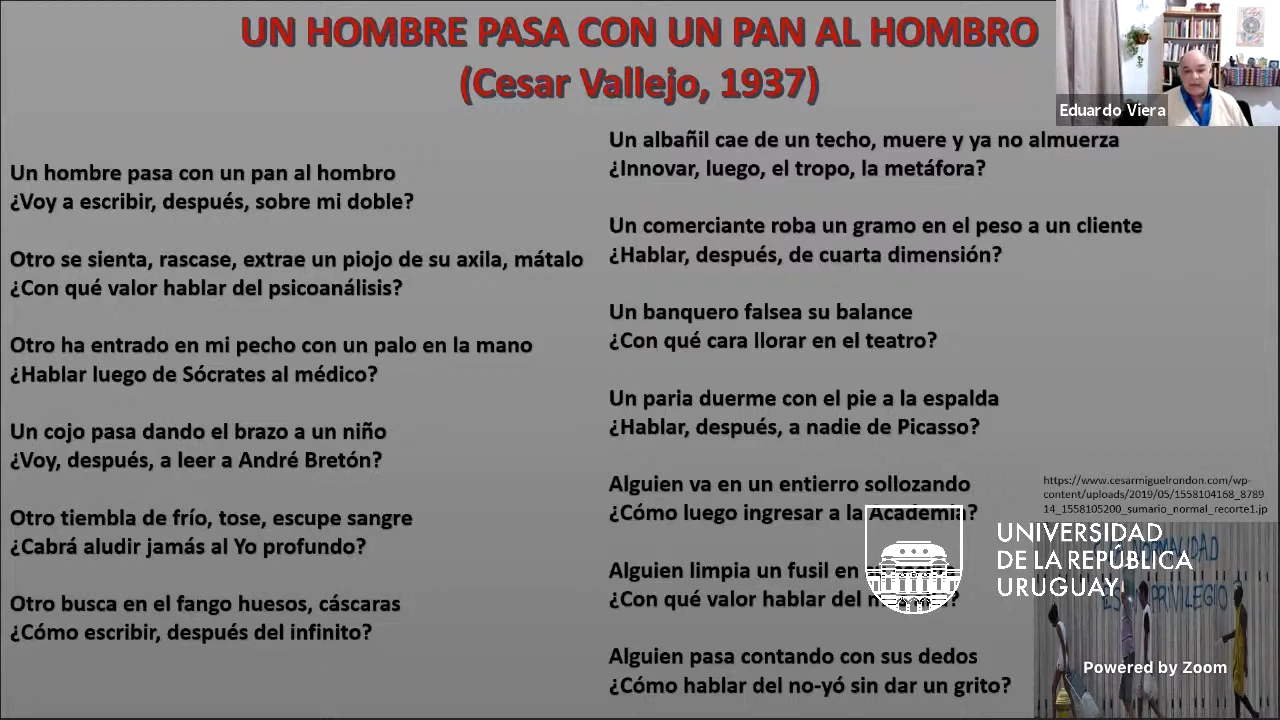 UN HOMBRE PASA CON UN PAN AL HOMBRO
(Cesar Vallejo, 1937)
Eduardo Viera
Un hombre pasa con un pan al hombro
¿Voy a escribir, después, sobre mi doble?
Otro se sienta, rascase, extrae un piojo de su axila, mátalo
¿Con qué valor hablar del psicoanálisis?
Otro ha entrado en mi pecho con un palo en la mano
¿Hablar luego de Sócrates al médico?
Un cojo pasa dando el brazo a un niño
¿Voy, después, a leer a André Bretón?
Otro tiembla de frío, tose, escupe sangre
¿Cabrá aludir jamás al Yo profundo?
Otro busca en el fango huesos, cáscaras
¿Cómo escribir, después del infinito?
Un albañil cae de un techo, muere y ya no almuerza
¿Innovar, luego, el tropo, la metáfora?
Un comerciante roba un gramo en el peso a un cliente
¿Hablar, después, de cuarta dimensión?
Un banquero falsea su balance
¿Con qué cara llorar en el teatro?
Un paria duerme con el pie a la espalda
¿Hablar, después, a nadie de Picasso?
Alguien va en un entierro sollozando
¿Cómo luego ingresar a la Academia?
Alguien limpia un fusil en
¿Con qué valor hablar del
Alguien pasa contando con sus dedos
¿Cómo hablar del no-yó sin dar un grito?
https://www.cesarmiguelrondon.com/wp-
content/uploads/2019/05/1558104168_8789
14_1558105200_sumario_normal_recorte1.jp
UNIVERSIDAD
DE LA REPÚBLICA
URUGUAY
NORMALIDAD
PRIVILEGIO
Powered by Zoom